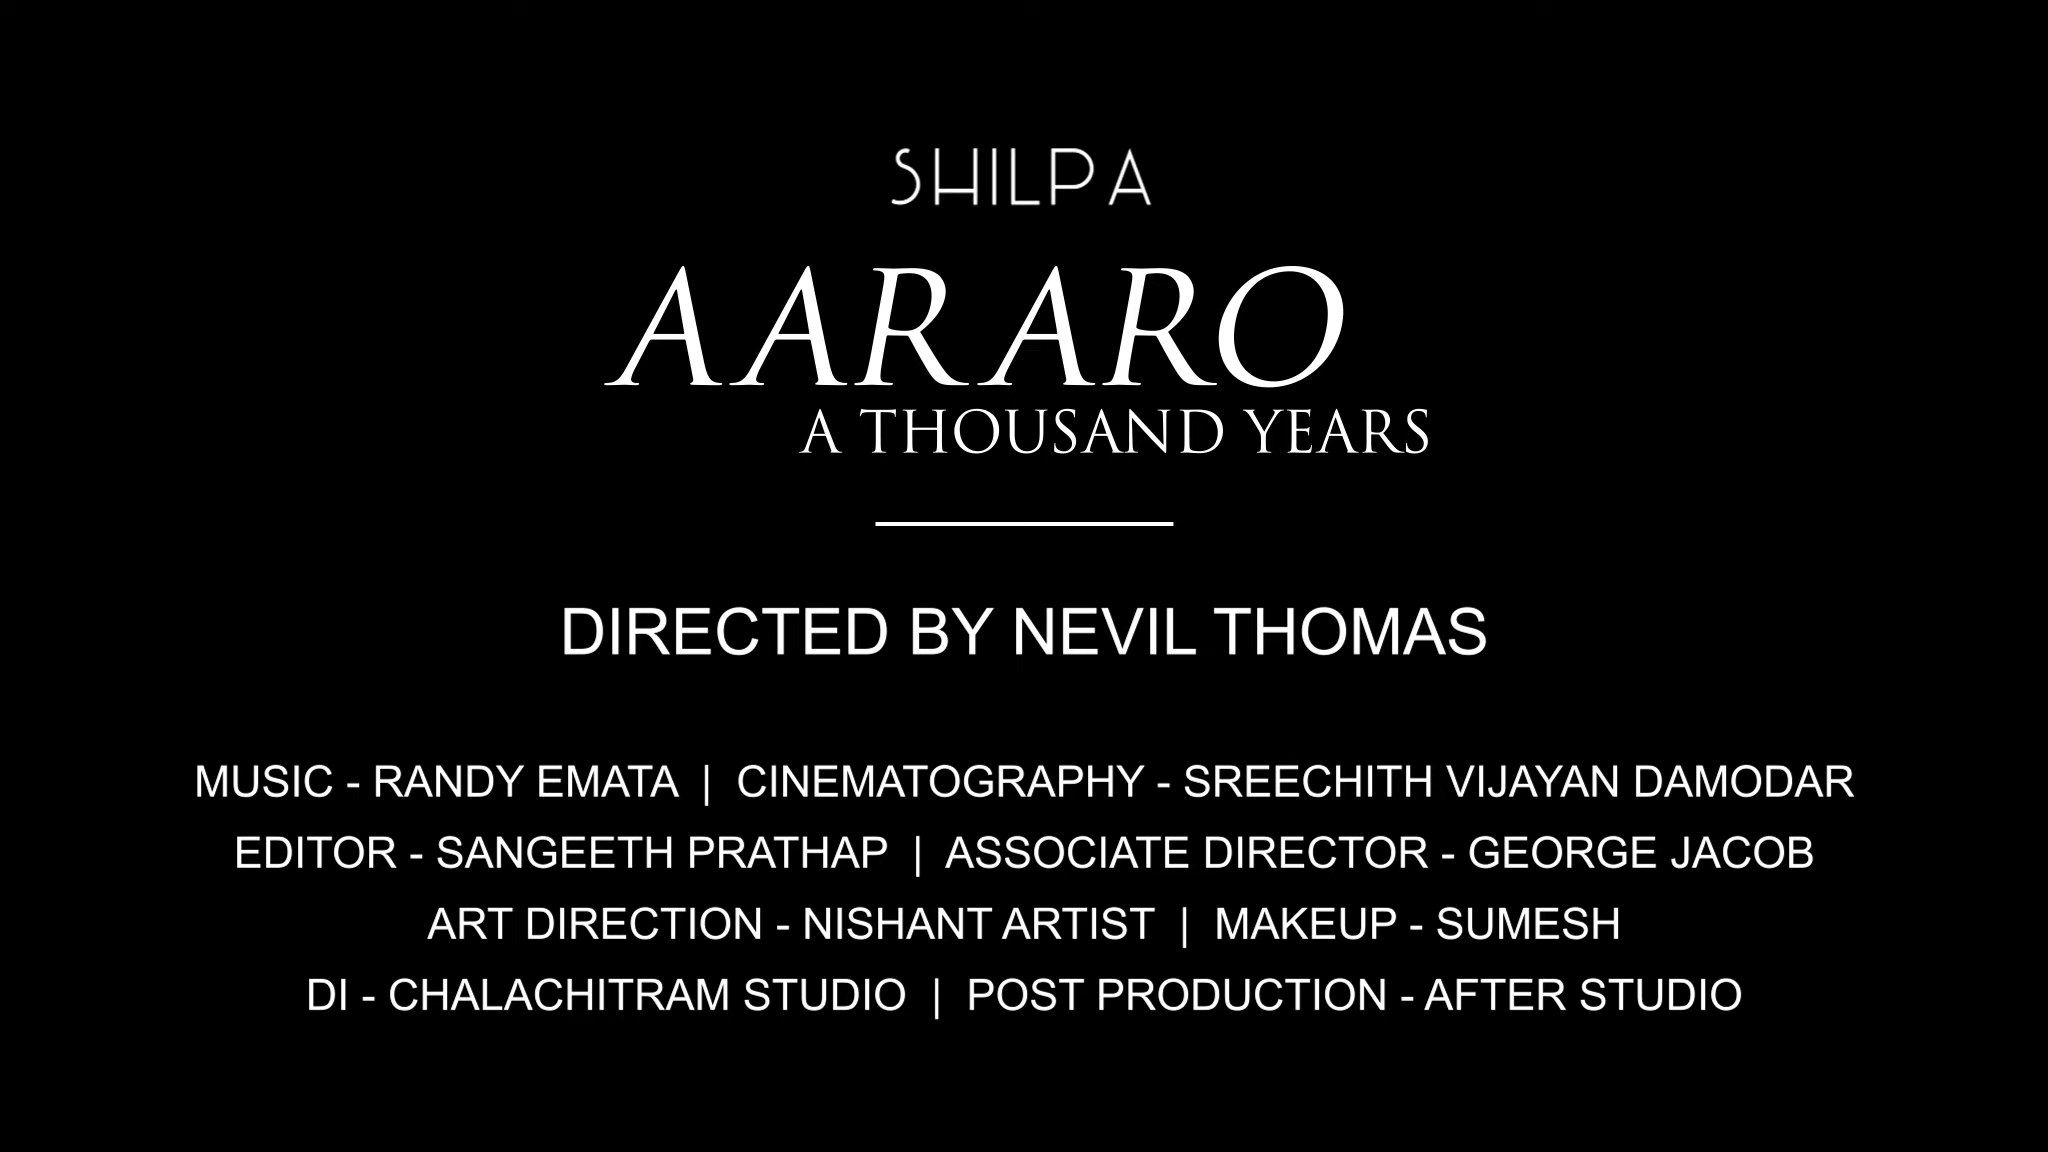 SHILPA
AARARO
A THOUSAND YEARS
DIRECTED BY NEVIL THOMAS
MUSIC - RANDY EMATA | CINEMATOGRAPHY - SREECHITH VIJAYAN DAMODAR
EDITOR - SANGEETH PRATHAP | ASSOCIATE DIRECTOR - GEORGE JACOB
ART DIRECTION - NISHANT ARTIST | MAKEUP - SUMESH
DI - CHALACHITRAM STUDIO | POST PRODUCTION - AFTER STUDIO